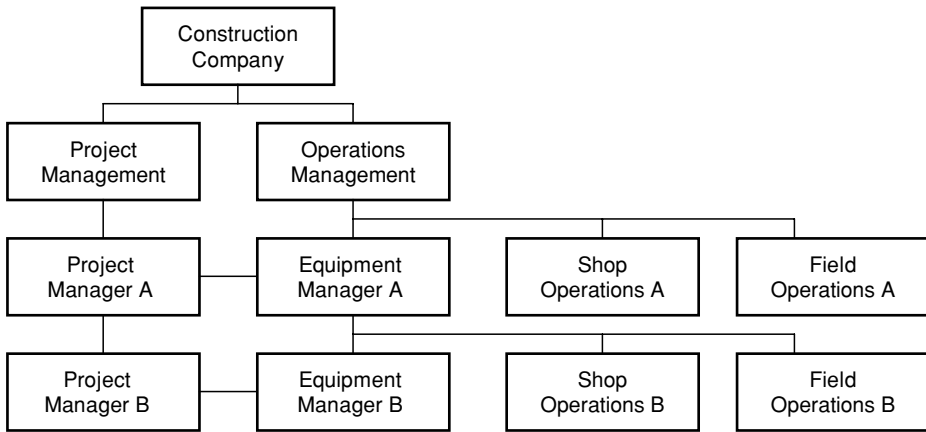 Construction
Company
Project
Management
Operations
Management
Project
Manager A
Equipment
Manager A
Shop
Operations A
Field
Operations A
Project
Manager B
Equipment
Manager B
Shop
Operations B
Field
Operations B